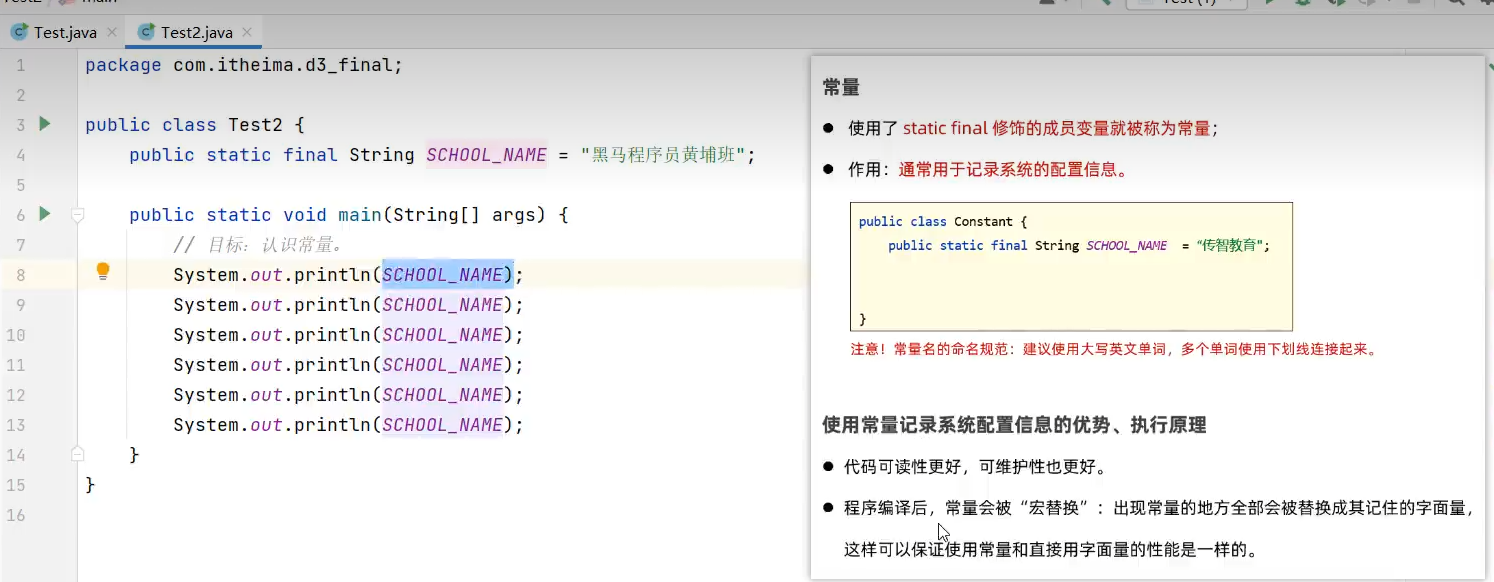 Test.java
Test2.java
1 package com.itheima.d3_final;
2
3 public class Test2 {
4 public static final String SCHOOL_NAME = "黑马程序员黄埔班";
5
6 public static void main(String[] args) {
7 // 目标：认识常量。
8 System.out.println(SCHOOL_NAME);
9 System.out.println(SCHOOL_NAME);
10 System.out.println(SCHOOL_NAME);
11 System.out.println(SCHOOL_NAME);
12 System.out.println(SCHOOL_NAME);
13 System.out.println(SCHOOL_NAME);
14 }
15 }
16
常量
● 使用了 static final 修饰的成员变量就被称为常量；
● 作用：通常用于记录系统的配置信息。
public class Constant {
public static final String SCHOOL_NAME = “传智教育";
}
注意！常量名的命名规范：建议使用大写英文单词，多个单词使用下划线连接起来。
使用常量记录系统配置信息的优势、执行原理
● 代码可读性更好，可维护性也更好。
● 程序编译后，常量会被“宏替换”：出现常量的地方全部会被替换成其记住的字面量，
这样可以保证使用常量和直接用字面量的性能是一样的。